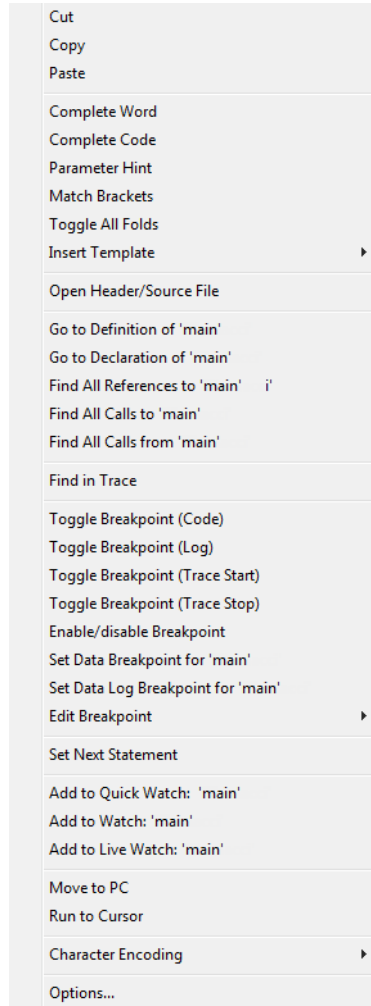 Cut
Copy
Paste
Complete Word
Complete Code
Parameter Hint
Match Brackets
Toggle All Folds
Insert Template
Open Header/Source File
Go to Definition of 'main'
Go to Declaration of 'main'
Find All References to 'main' i'
Find All Calls to 'main'
Find All Calls from 'main'
Find in Trace
Toggle Breakpoint (Code)
Toggle Breakpoint (Log)
Toggle Breakpoint (Trace Start)
Toggle Breakpoint (Trace Stop)
Enable/disable Breakpoint
Set Data Breakpoint for 'main'
Set Data Log Breakpoint for 'main'
Edit Breakpoint
Set Next Statement
Add to Quick Watch: 'main'
Add to Watch: 'main'
Add to Live Watch: 'main'
Move to PC
Run to Cursor
Character Encoding
Options...